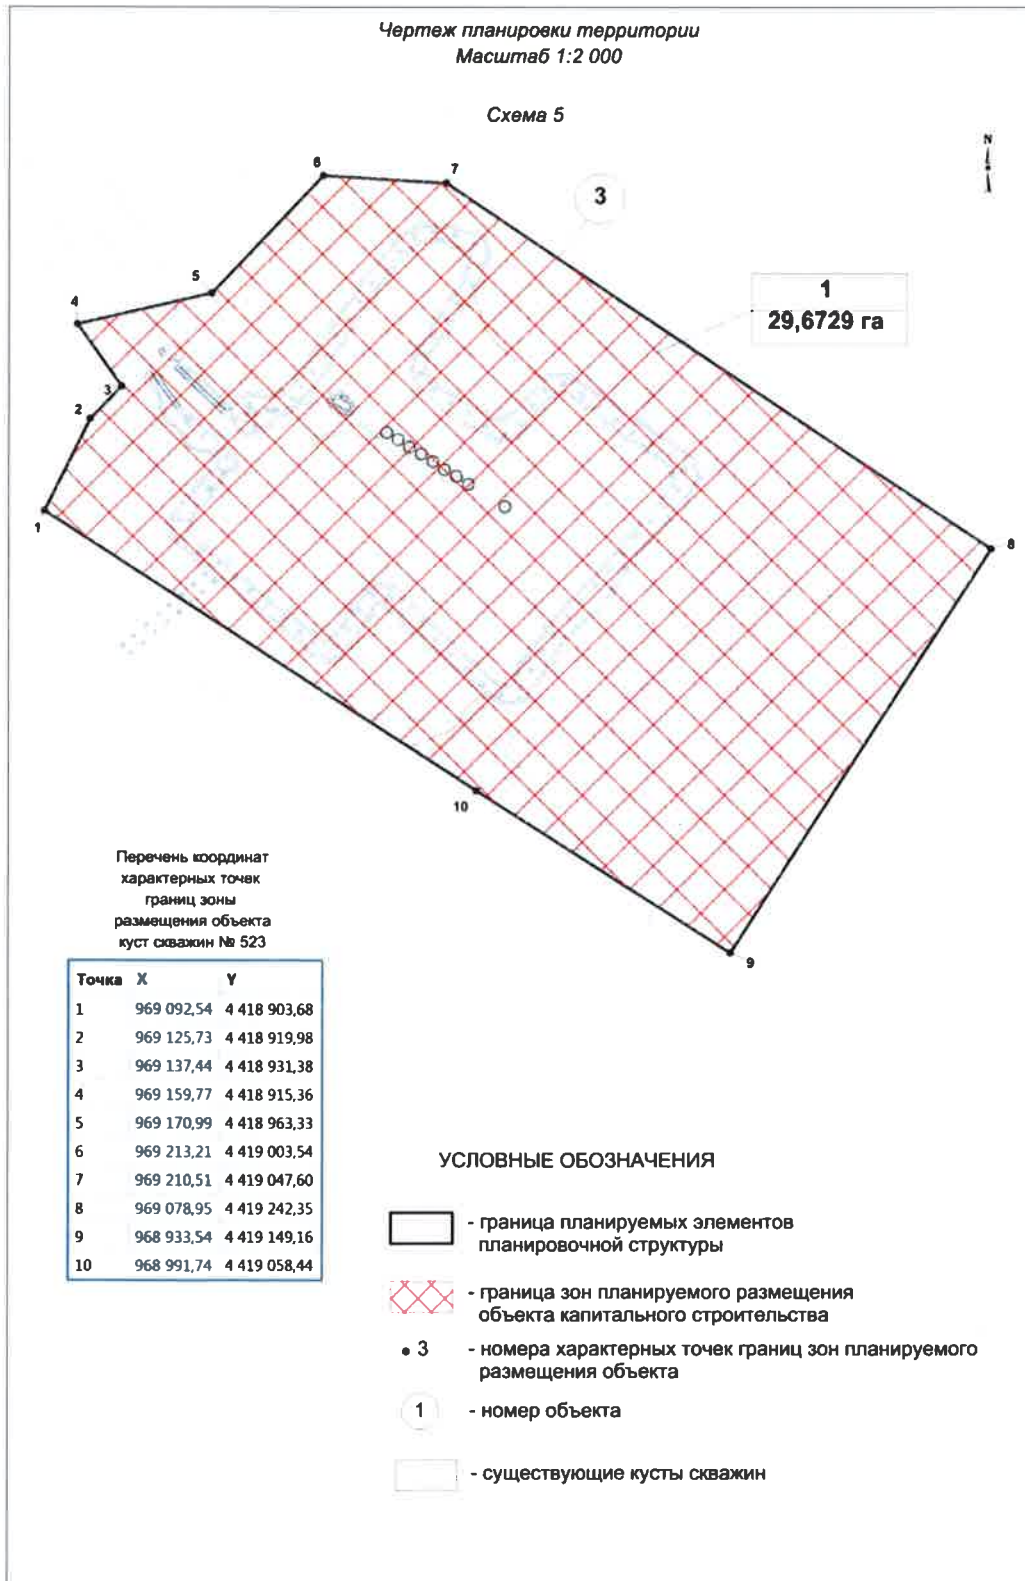 Чертеж планировки территории
Масштаб 1:2 000
Схема 5
N
6
7
3
5
4
1
29,6729 га
3
2
1
8
10
9
Перечень координат
характерных точек
границ зоны
размещения объекта
куст скважин № 523
Точка X Y
1 969 092,54 4 418 903,68
2 969 125,73 4 418 919,98
3 969 137,44 4 418 931,38
4 969 159,77 4 418 915,36
5 969 170,99 4 418 963,33
6 969 213,21 4 419 003,54
7 969 210,51 4 419 047,60
8 969 078,95 4 419 242,35
9 968 933,54 4 419 149,16
10 968 991,74 4 419 058,44
УСЛОВНЫЕ ОБОЗНАЧЕНИЯ
- граница планируемых элементов
планировочной структуры
- граница зон планируемого размещения
объекта капитального строительства
• 3 - номера характерных точек границ зон планируемого
размещения объекта
1 - номер объекта
- существующие кусты скважин